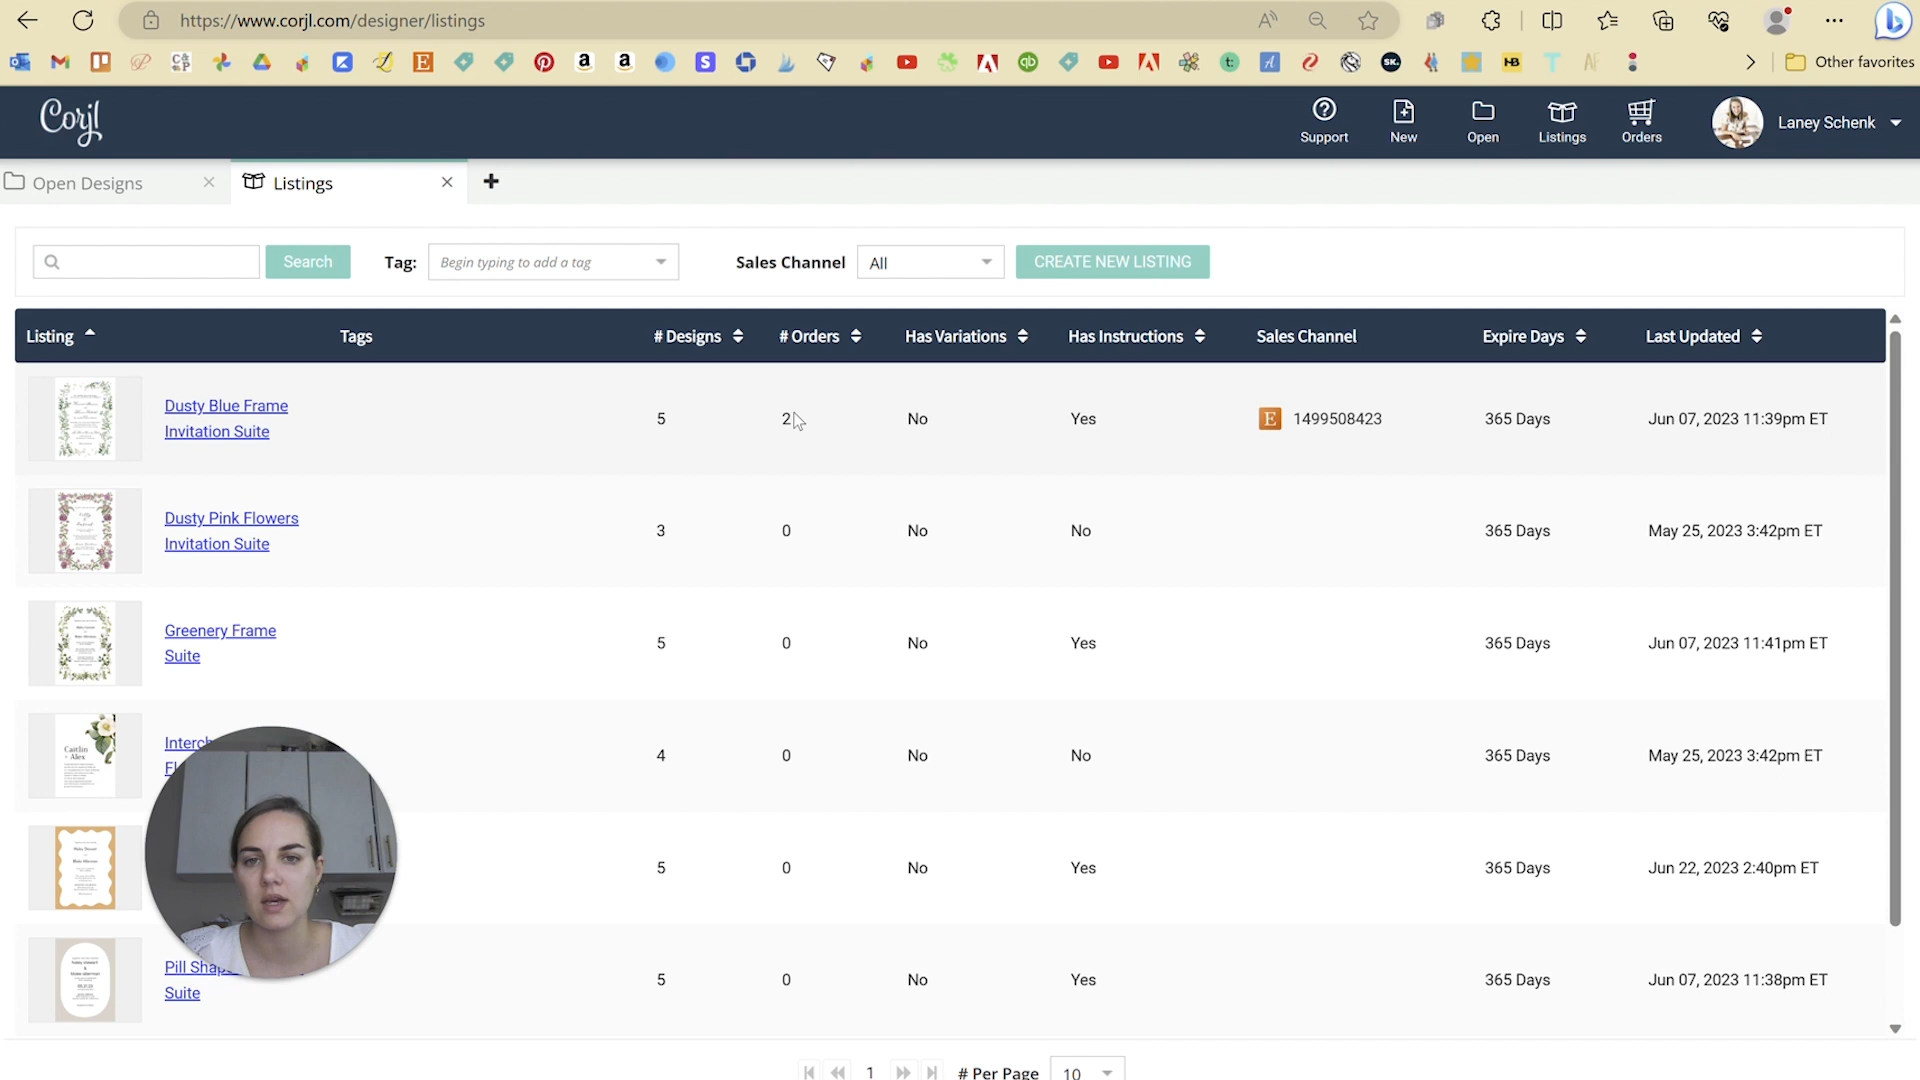 https://www.corjl.com/designer/listings
Other favorites
Corjl
Support
New
Open
Listings
Orders
Laney Schenk
Open Designs
Listings
Search
Tag:
Begin typing to add a tag
Sales Channel
All
CREATE NEW LISTING
Listing
Tags
# Designs
# Orders
Has Variations
Has Instructions
Sales Channel
Expire Days
Last Updated
Dusty Blue Frame
Invitation Suite
5
2
No
Yes
E
1499508423
365 Days
Jun 07, 2023 11:39pm ET
Dusty Pink Flowers
Invitation Suite
3
0
No
No
365 Days
May 25, 2023 3:42pm ET
Greenery Frame
Suite
5
0
No
Yes
365 Days
Jun 07, 2023 11:41pm ET
Caitlin
+ Alex
4
0
No
No
365 Days
May 25, 2023 3:42pm ET
5
0
No
Yes
365 Days
Jun 22, 2023 2:40pm ET
Pill
Suite
5
0
No
Yes
365 Days
Jun 07, 2023 11:38pm ET
1
# Per Page
10